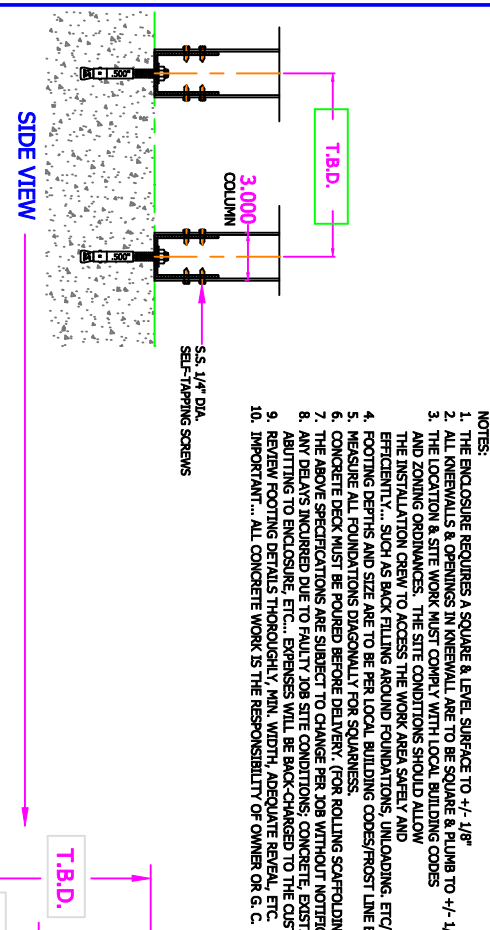 NOTES:
1. THE ENCLOSURE REQUIRES A SQUARE & LEVEL SURFACE TO +/- 1/8"
2. ALL KNEEWALLS & OPENINGS IN KNEEWALL ARE TO BE SQUARE & PLUMB TO +/- 1
3. THE LOCATION & SITE WORK MUST COMPLY WITH LOCAL BUILDING CODES
AND ZONING ORDINANCES. THE SITE CONDITIONS SHOULD ALLOW
THE INSTALLATION CREW TO ACCESS THE WORK AREA SAFELY AND
EFFICIENTLY... SUCH AS BACK FILLING AROUND FOUNDATIONS, UNLOADING. ETC/
4. FOOTING DEPTHS AND SIZE ARE TO BE PER LOCAL BUILDING CODES/FROST LINE
5. MEASURE ALL FOUNDATIONS DIAGONALLY FOR SQUARNESS.
6. CONCRETE DECK MUST BE POURED BEFORE DELIVERY. (FOR ROLLING SCAFFOLDIN
7. THE ABOVE SPECIFICATIONS ARE SUBJECT TO CHANGE PER JOB WITHOUT NOTIFI
8. ANY DELAYS INCURRED DUE TO FAULTY JOB SITE CONDITIONS; CONCRETE, EXIST
ABUTTING TO ENCLOSURE, ETC... EXPENSES WILL BE BACK-CHARGED TO THE CUS
9. REVIEW FOOTING DETAILS THOROUGHLY, MIN. WIDTH, ADEQUATE REVEAL, ETC.
10. IMPORTANT... ALL CONCRETE WORK IS THE RESPONSIBILITY OF OWNER OR G. C.
T.B.D.
3.000
COLUMN
S.S. 1/4" DIA.
SELF-TAPPING SCREWS
.500"
.500"
SIDE VIEW
T.B.D.